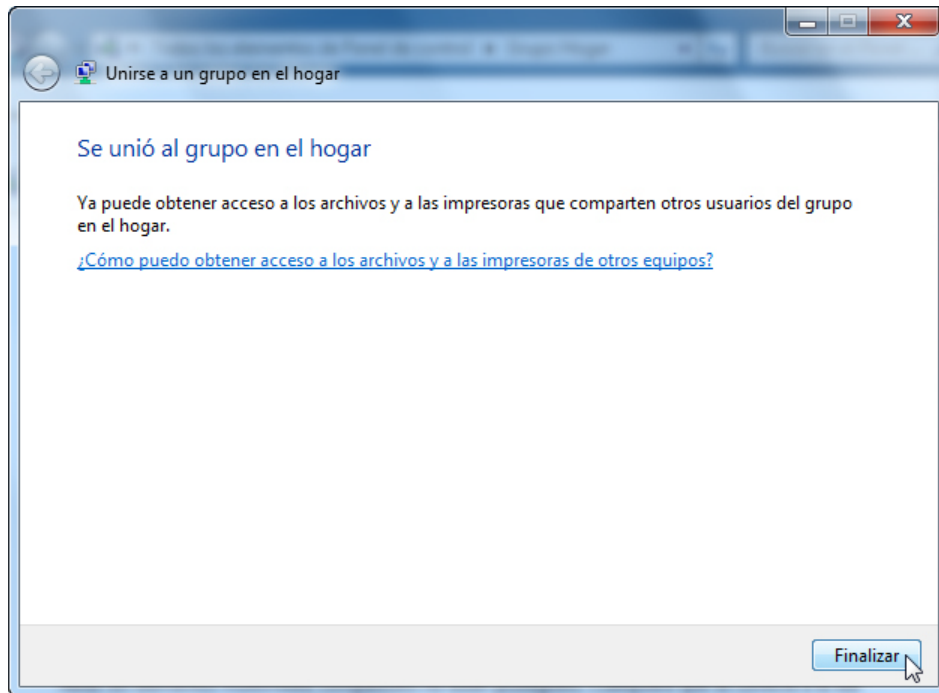 Unirse a un grupo en el hogar
Se unió al grupo en el hogar
Ya puede obtener acceso a los archivos y a las impresoras que comparten otros usuarios del grupo
en el hogar.
¿Cómo puedo obtener acceso a los archivos y a las impresoras de otros equipos?
Finalizar